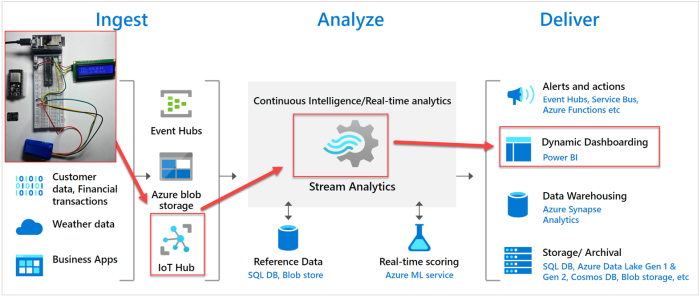 Ingest
Analyze
Deliver
Event Hubs
Azure blob
storage
IoT Hub
Customer
data, Financial
transactions
Weather data
Business Apps
Continuous Intelligence/Real-time analytics
Stream Analytics
Reference Data
SQL DB, Blob store
Real-time scoring
Azure ML service
Alerts and actions
Event Hubs, Service Bus,
Azure Functions etc
Dynamic Dashboarding
Power BI
Data Warehousing
Azure Synapse
Analytics
Storage/ Archival
SQL DB, Azure Data Lake Gen 1 &
Gen 2, Cosmos DB, Blob storage, etc